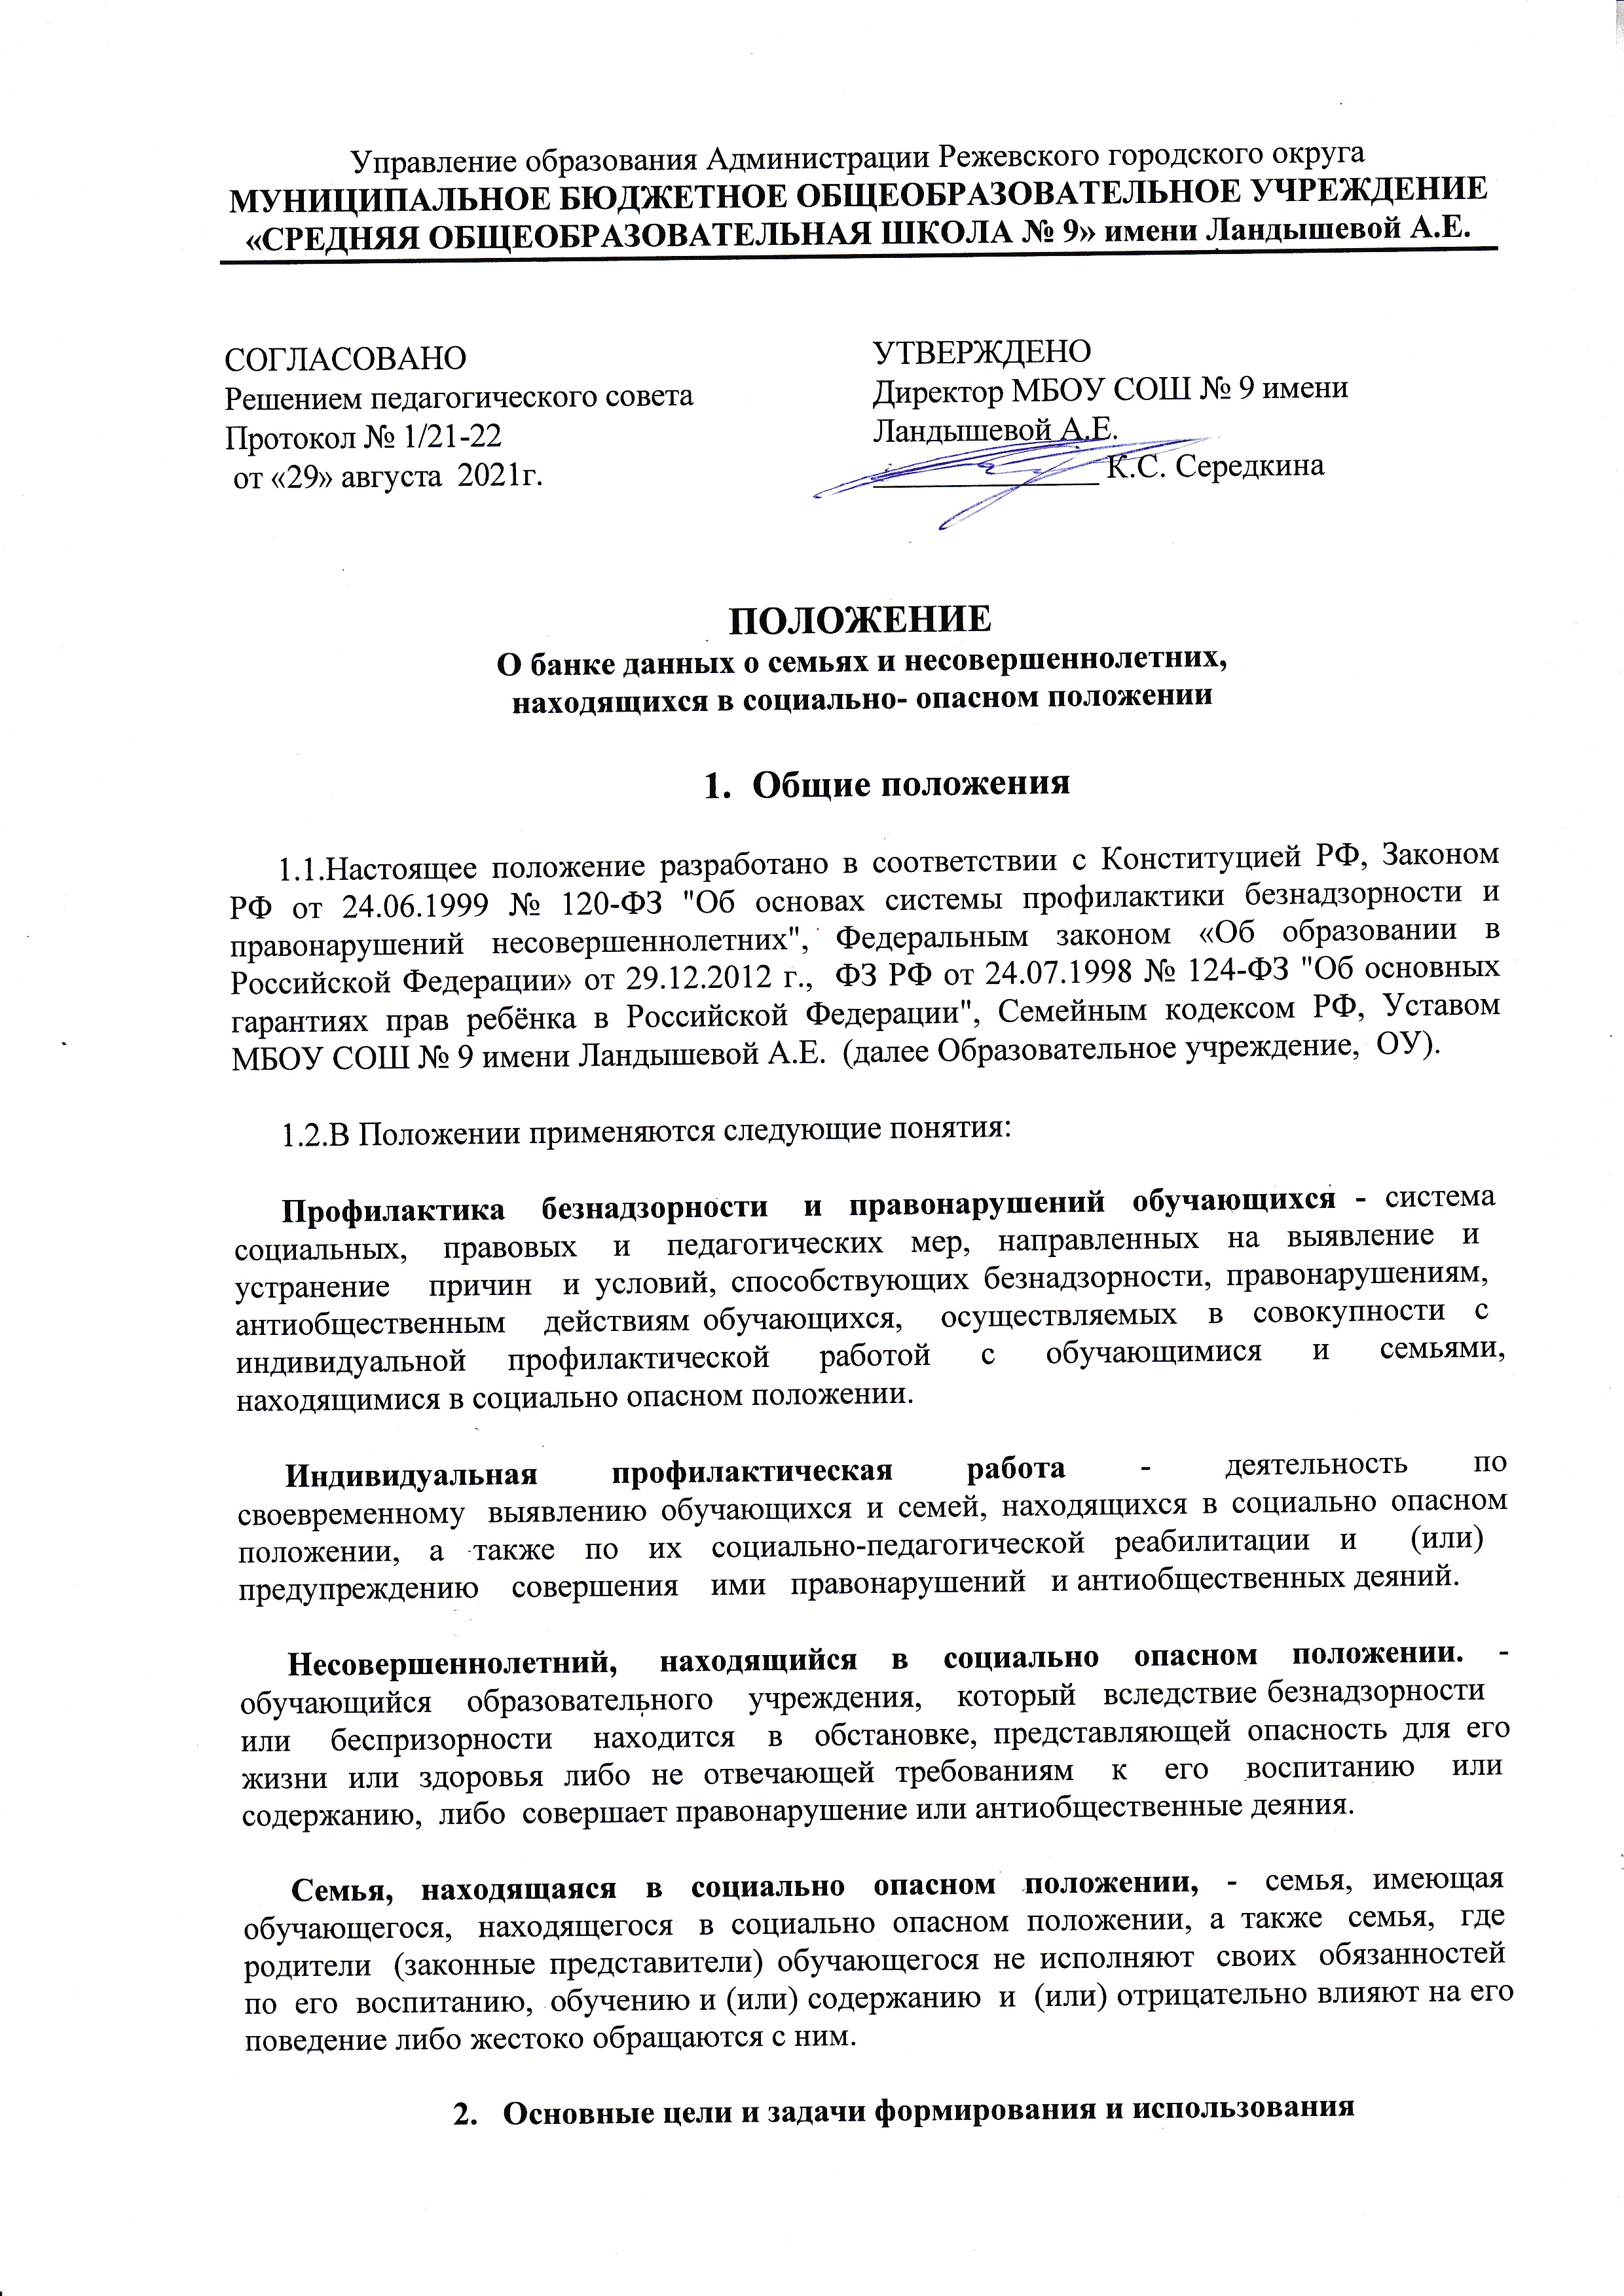 Управление образования Администрации Режевского городского округа
МУНИЦИПАЛЬНОЕ БЮДЖЕТНОЕ ОБЩЕОБРАЗОВАТЕЛЬНОЕ УЧРЕЖДЕНИЕ
«СРЕДНЯЯ ОБЩЕОБРАЗОВАТЕЛЬНАЯ ШКОЛА № 9» имени Ландышевой А.Е.
СОГЛАСОВАНО
Решением педагогического совета
Протокол № 1/21-22
от «29» августа 2021г.
УТВЕРЖДЕНО
Директор МБОУ СОШ № 9 имени
Ландышевой А.Е.
______________ К.С. Середкина
ПОЛОЖЕНИЕ
О банке данных о семьях и несовершеннолетних,
находящихся в социально- опасном положении
1. Общие положения
1.1.Настоящее положение разработано в соответствии с Конституцией РФ, Законом
РФ от 24.06.1999 № 120-ФЗ "Об основах системы профилактики безнадзорности и
правонарушений несовершеннолетних", Федеральным законом «Об образовании в
Российской Федерации» от 29.12.2012 г., ФЗ РФ от 24.07.1998 № 124-ФЗ "Об основных
гарантиях прав ребёнка в Российской Федерации", Семейным кодексом РФ, Уставом
МБОУ СОШ № 9 имени Ландышевой А.Е. (далее Образовательное учреждение, ОУ).
1.2.В Положении применяются следующие понятия:
Профилактика безнадзорности и правонарушений обучающихся - система
социальных, правовых и педагогических мер, направленных на выявление и
устранение причин и условий, способствующих безнадзорности, правонарушениям,
антиобщественным действиям обучающихся, осуществляемых в совокупности с
индивидуальной профилактической работой с обучающимися и семьями,
находящимися в социально опасном положении.
Индивидуальная профилактическая работа - деятельность по
своевременному выявлению обучающихся и семей, находящихся в социально опасном
положении, а также по их социально-педагогической реабилитации и (или)
предупреждению совершения ими правонарушений и антиобщественных деяний.
Несовершеннолетний, находящийся в социально опасном положении. -
обучающийся образовательного учреждения, который вследствие безнадзорности
или беспризорности находится в обстановке, представляющей опасность для его
жизни или здоровья либо не отвечающей требованиям к его воспитанию или
содержанию, либо совершает правонарушение или антиобщественные деяния.
Семья, находящаяся в социально опасном положении, - семья, имеющая
обучающегося, находящегося в социально опасном положении, а также семья, где
родители (законные представители) обучающегося не исполняют своих обязанностей
по его воспитанию, обучению и (или) содержанию и (или) отрицательно влияют на его
поведение либо жестоко обращаются с ним.
2. Основные цели и задачи формирования и использования